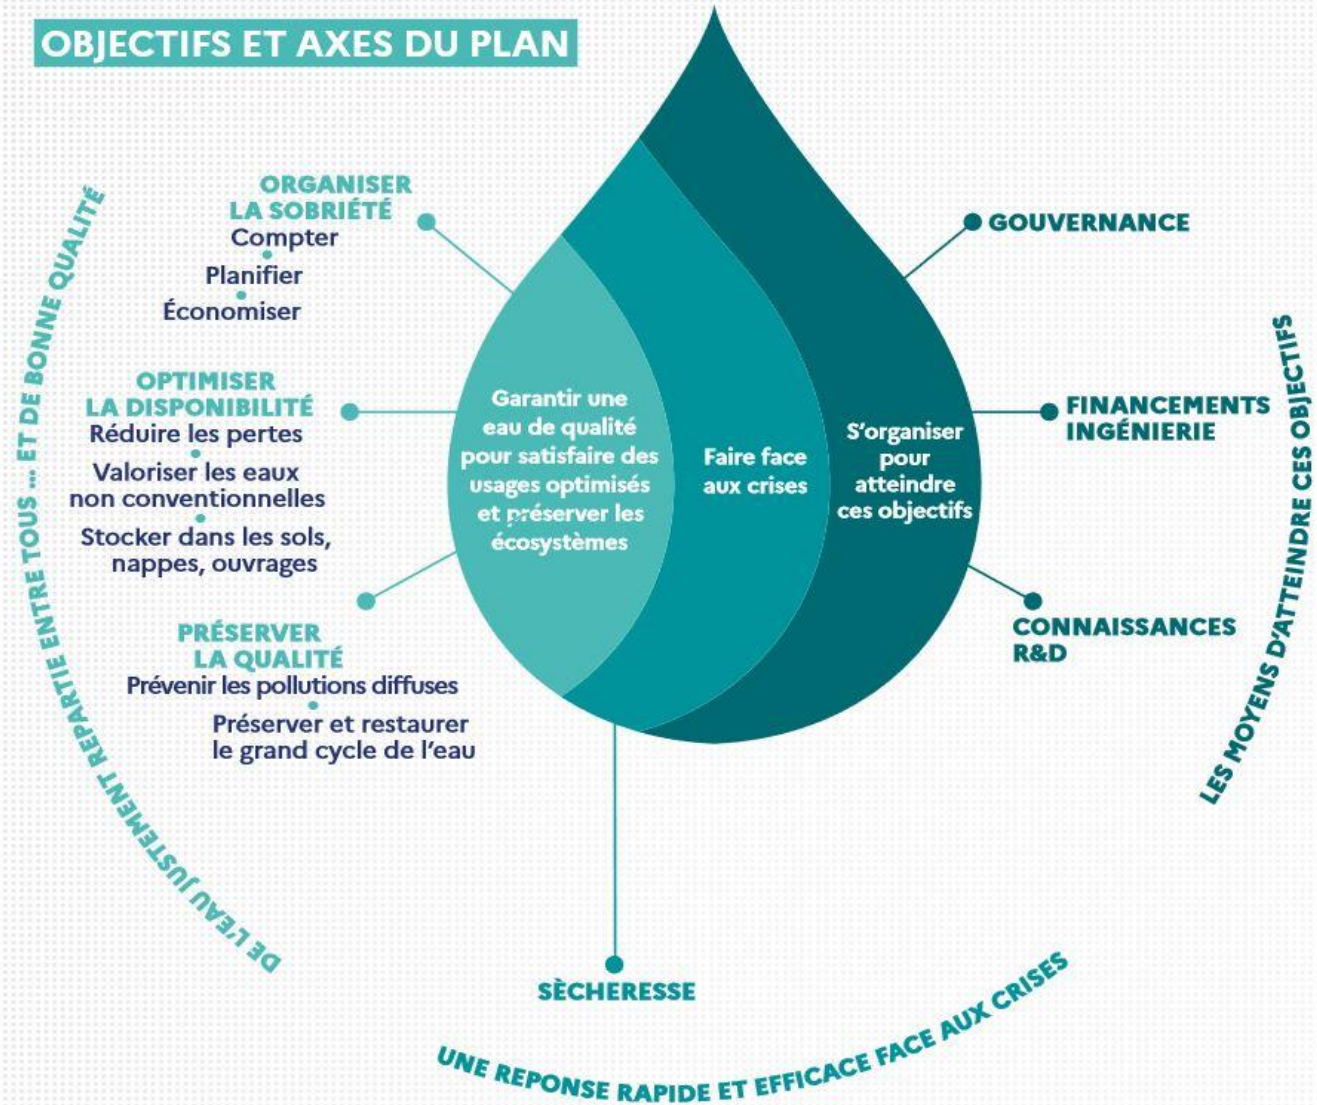 OBJECTIFS ET AXES DU PLAN
ORGANISER
LA SOBRIÉTÉ
Compter
Planifier
Économiser
OPTIMISER
LA DISPONIBILITÉ
Réduire les pertes
Valoriser les eaux
non conventionnelles
Stocker dans les sols,
nappes, ouvrages
PRÉSERVER
LA QUALITÉ
Prévenir les pollutions diffuses
Préserver et restaurer
le grand cycle de l'eau
DE L'EAU JUSTEMENT REPARTIE ENTRE TOUS ... ET DE BONNE QUALITÉ
Garantir une
eau de qualité
pour satisfaire des
usages optimisés
et préserver les
écosystèmes
Faire face
aux crises
S'organiser
pour
atteindre
ces objectifs
GOUVERNANCE
FINANCEMENTS
INGÉNIERIE
CONNAISSANCES
R&D
LES MOYENS D'ATTEINDRE CES OBJECTIFS
SÈCHERESSE
UNE REPONSE RAPIDE ET EFFICACE FACE AUX CRISES